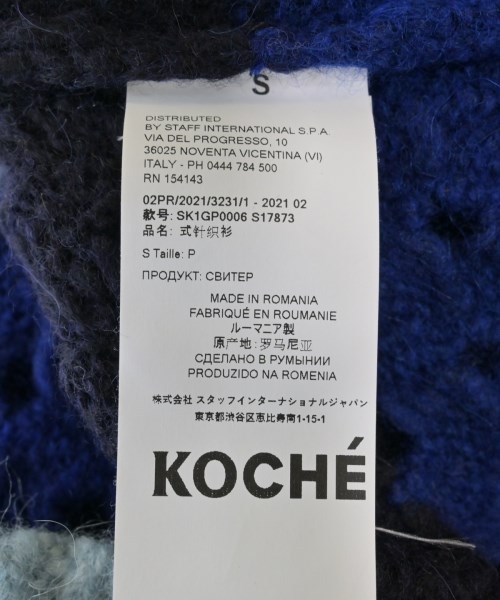 S
DISTRIBUTED
BY STAFF INTERNATIONAL S.P.A.
VIA DEL PROGRESSO, 10
36025 NOVENTA VICENTINA (VI)
ITALY - PH 0444 784 500
RN 154143
02PR/2021/3231/1 - 2021 02
款号: SK1GP0006 S17873
品名: 式针织衫
S Taille: P
ПРОДУКТ: СВИТЕР
MADE IN ROMANIA
FABRIQUÉ EN ROUMANIE
ルーマニア製
原产地: 罗马尼亚
СДЕЛАНО В РУМЫНИИ
PRODUZIDO NA ROMENIA
株式会社 スタッフインターナショナルジャパン
東京都渋谷区恵比寿南1-15-1
KOCHÉ